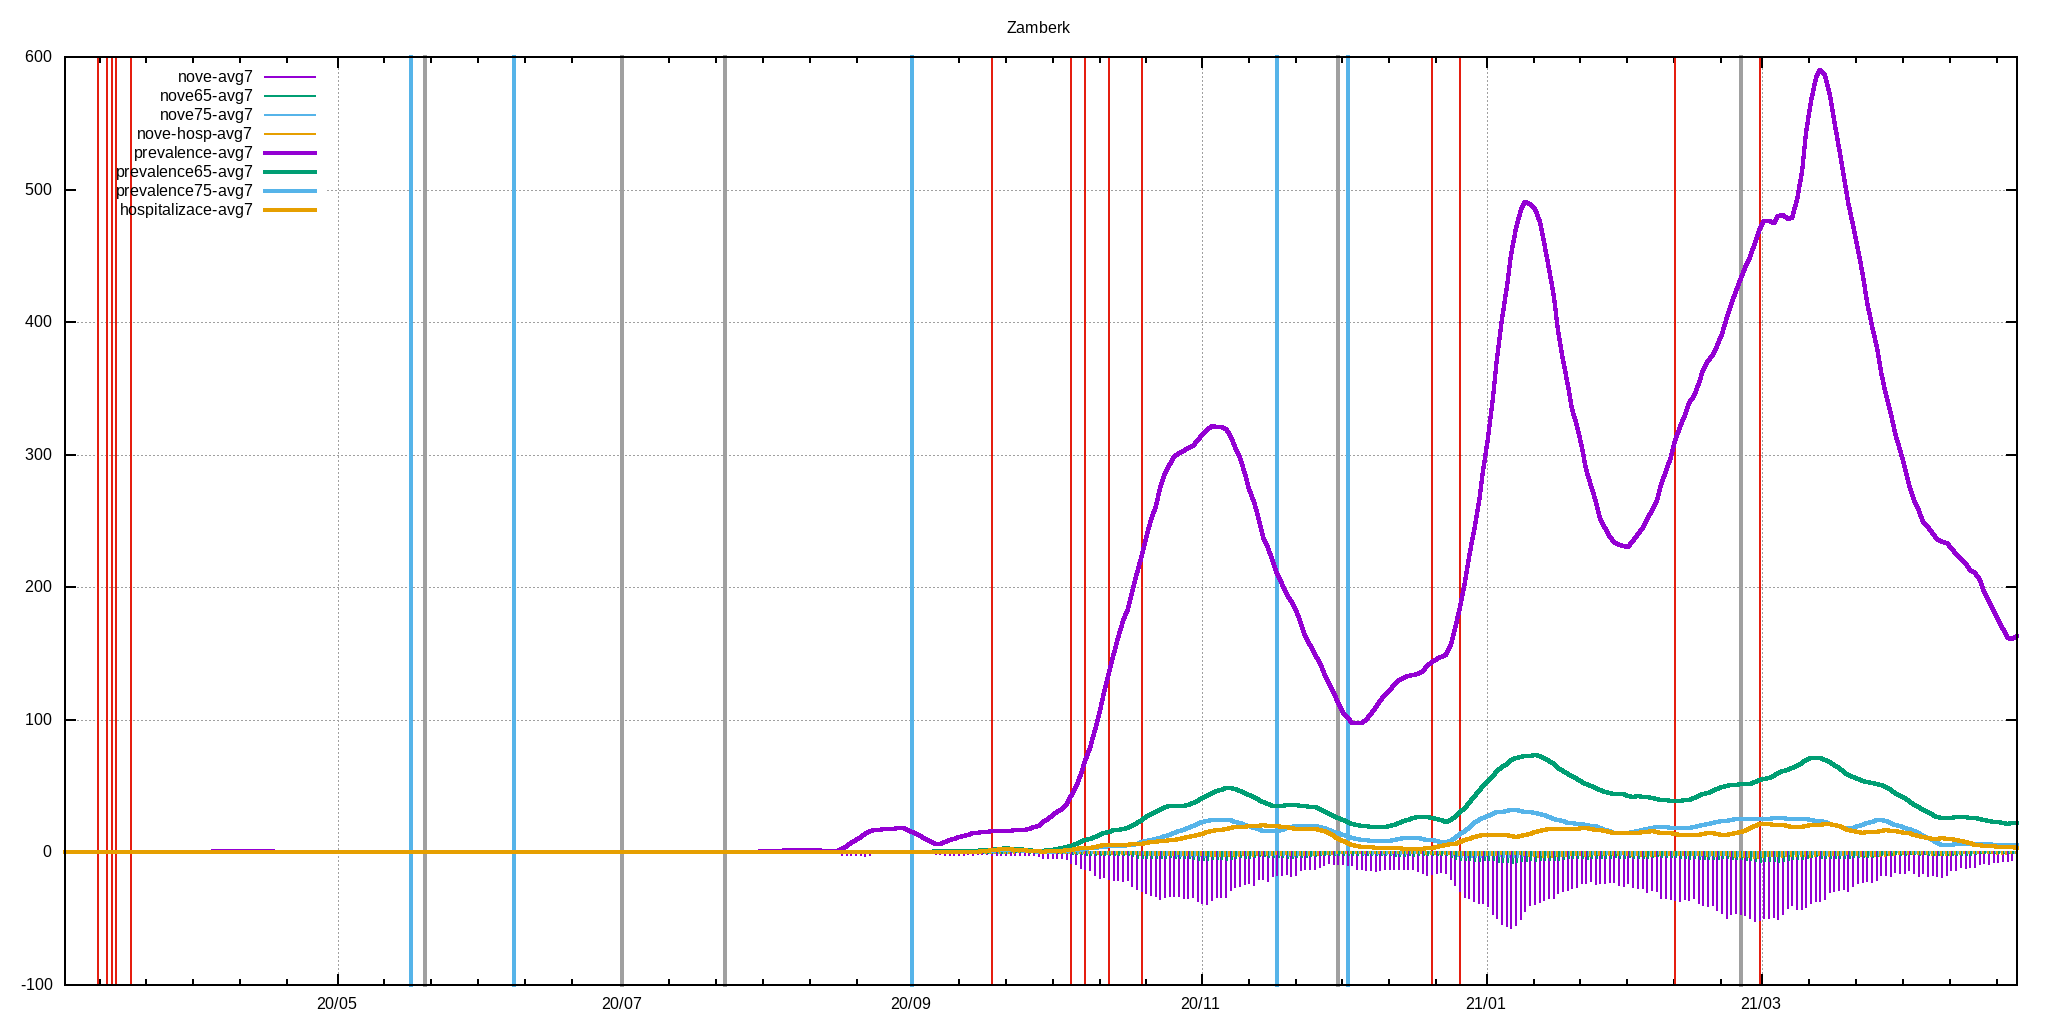 Zamberk
600
500
400
300
200
100
0
-100
nove-avg7
nove65-avg7
nove75-avg7
nove-hosp-avg7
prevalence-avg7
prevalence65-avg7
prevalence75-avg7
hospitalizace-avg7
20/05 20/07 20/09 20/11 21/01 21/03